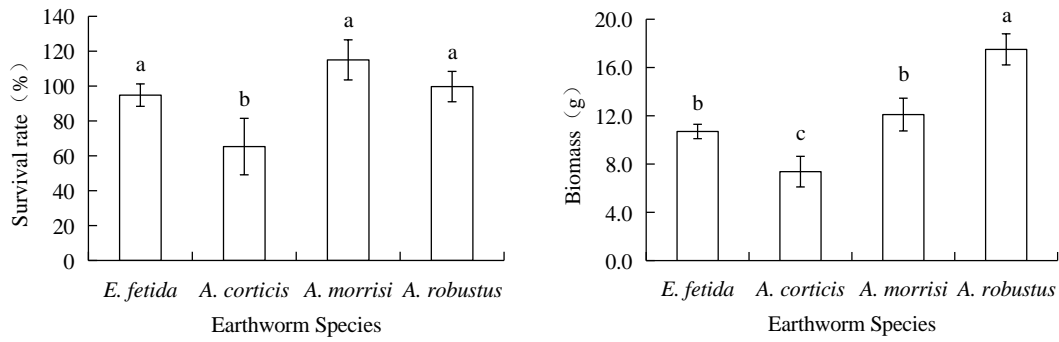 Survival rate（%）
140
120
100
80
60
40
20
0
a
b
a
a
E. fetida A. corticis A. morrisi A. robustus
Earthworm Species
Biomass（g）
20.0
16.0
12.0
8.0
4.0
0.0
b
c
b
a
E. fetida A. corticis A. morrisi A. robustus
Earthworm Species